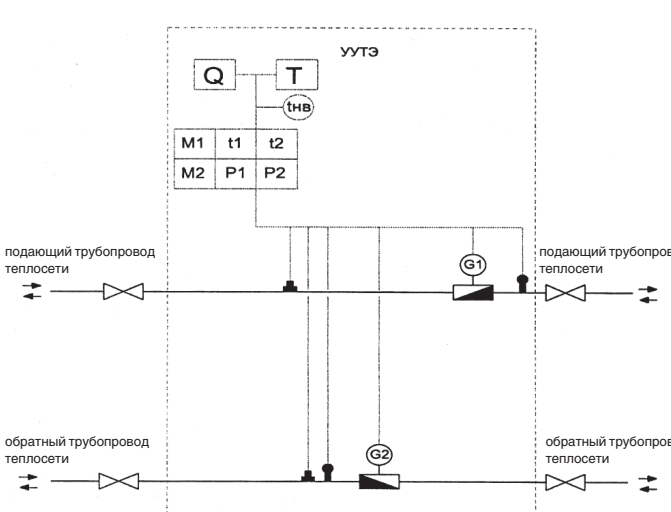 УУТЭ
Q T
tнв
M1 t1 t2
M2 P1 P2
подающий трубопровод
теплосети
подающий трубопров
теплосети
G1
обратный трубопровод
теплосети
обратный трубопров
теплосети
G2